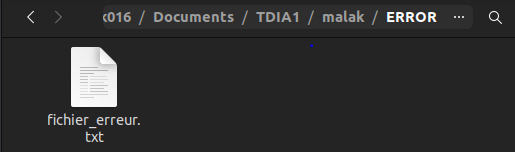 x016 / Documents / TDIA1 / malak / ERROR
fichier_erreur.
txt